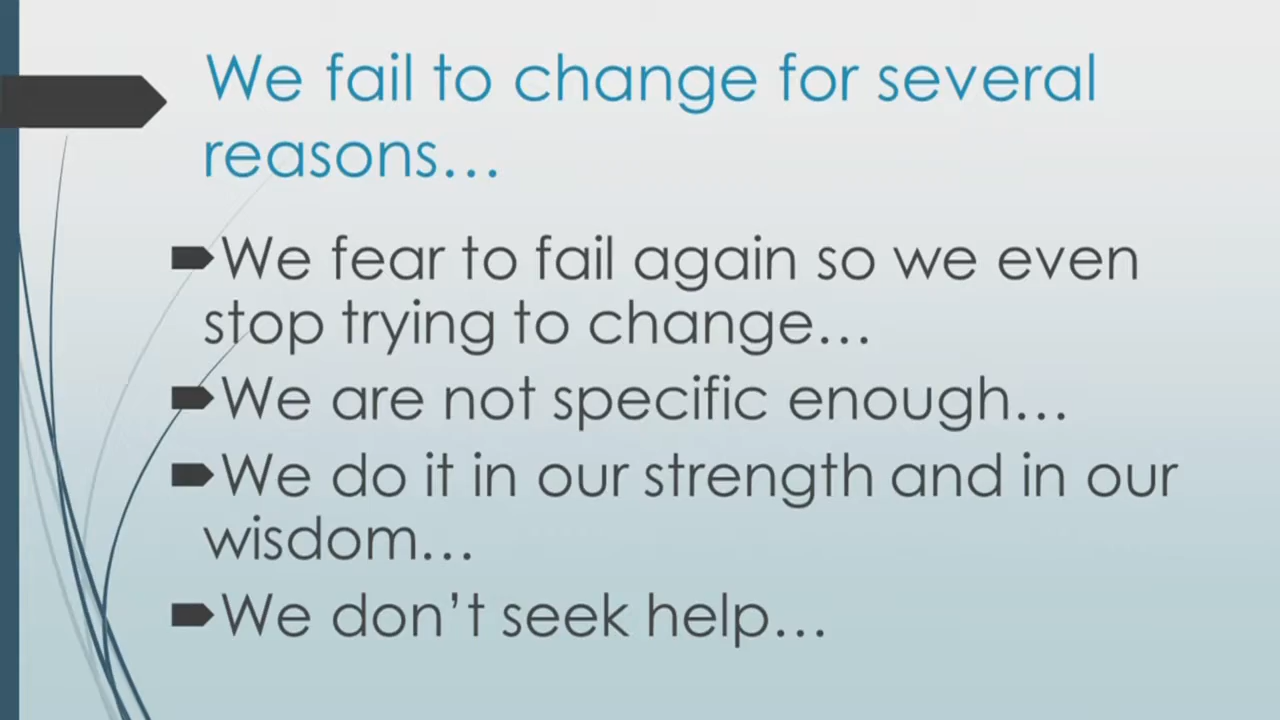 We fail to change for several
reasons…
We fear to fail again so we even
stop trying to change…
We are not specific enough…
We do it in our strength and in our
wisdom…
We don’t seek help…